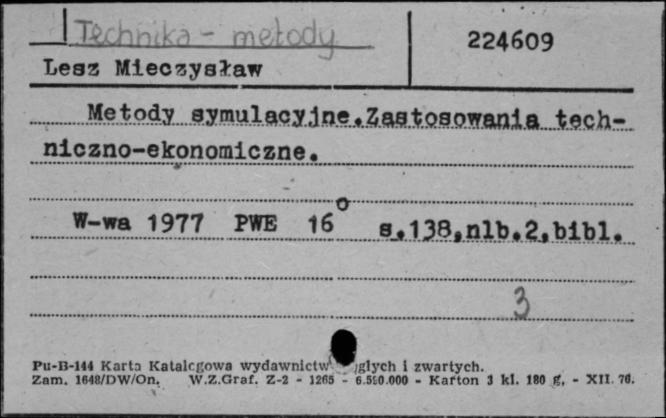 Technika - metody
224609
Lesz Mieczysław
Metody symulacyjne.Zastosowania tech-
niczno-ekonomiczne.
W-wa 1977 PWE 16° s.138,nlb.2,bibl.
3
Pu-B-144 Karta Katalogowa wydawnictw głych i zwartych.
Zam. 1648/DW/On. W.Z.Graf. Z-2 - 1265 - 6.500.000 - Karton 3 kl. 180 g. - XII. 76.